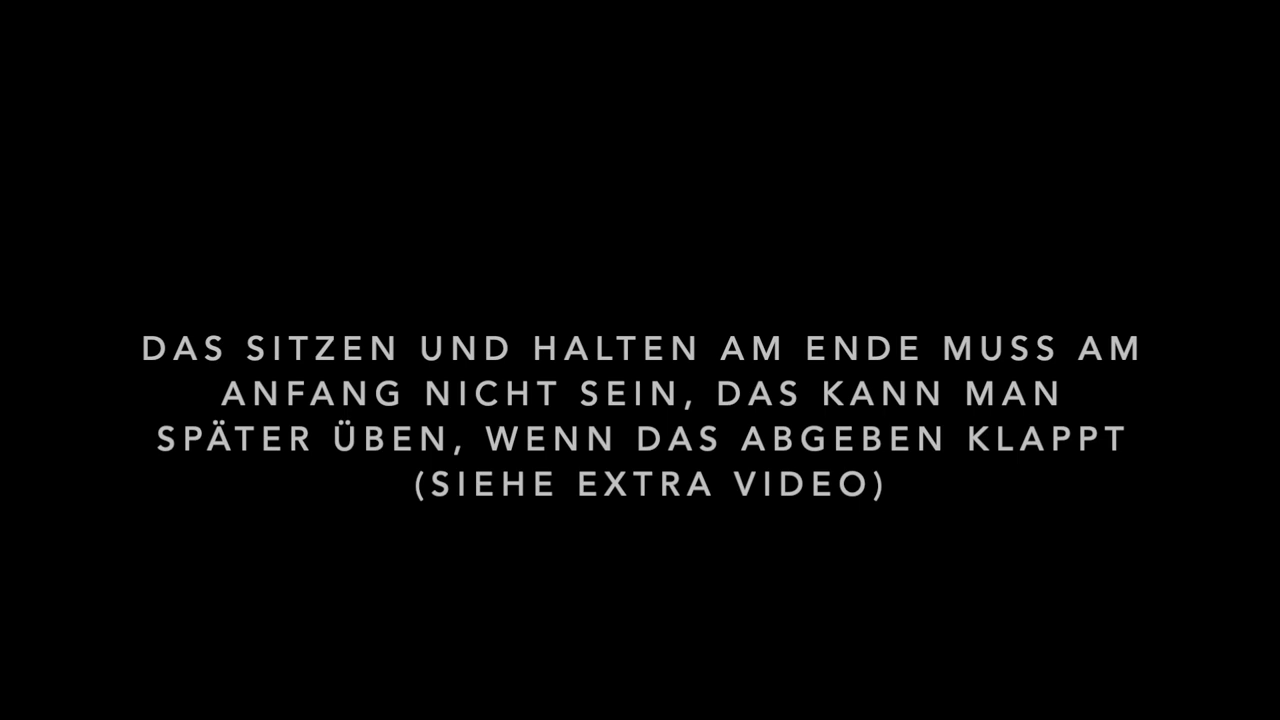 DAS SITZEN UND HALTEN AM ENDE MUSS AM
ANFANG NICHT SEIN, DAS KANN MAN
SPÄTER ÜBEN, WENN DAS ABGEBEN KLAPPT
(SIEHE EXTRA VIDEO)